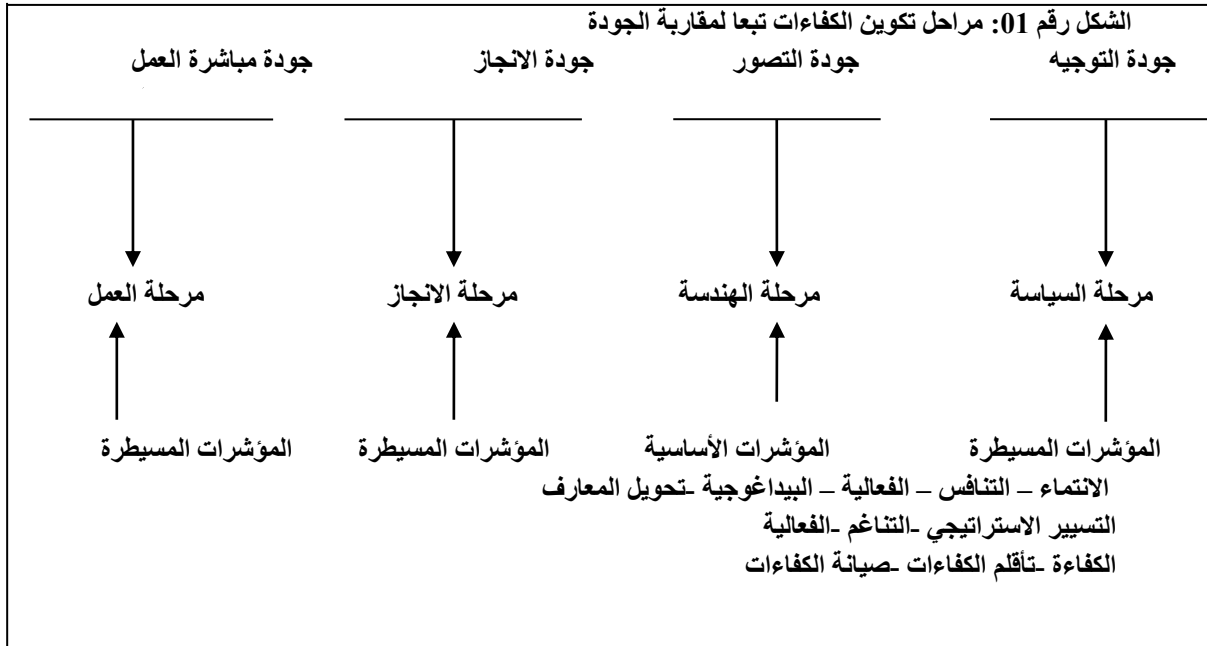 الشكل رقم 01: مراحل تكوين الكفاءات تبعا لمقاربة الجودة
جودة التوجيه جودة التصور جودة الانجاز جودة مباشرة العمل
مرحلة السياسة مرحلة الهندسة مرحلة الانجاز مرحلة العمل
المؤشرات المسيطرة المؤشرات الأساسية المؤشرات المسيطرة المؤشرات المسيطرة
الانتماء – التنافس – الفعالية – البيداغوجية -تحويل المعارف
التسيير الاستراتيجي -التناغم -الفعالية
الكفاءة -تأقلم الكفاءات -صيانة الكفاءات